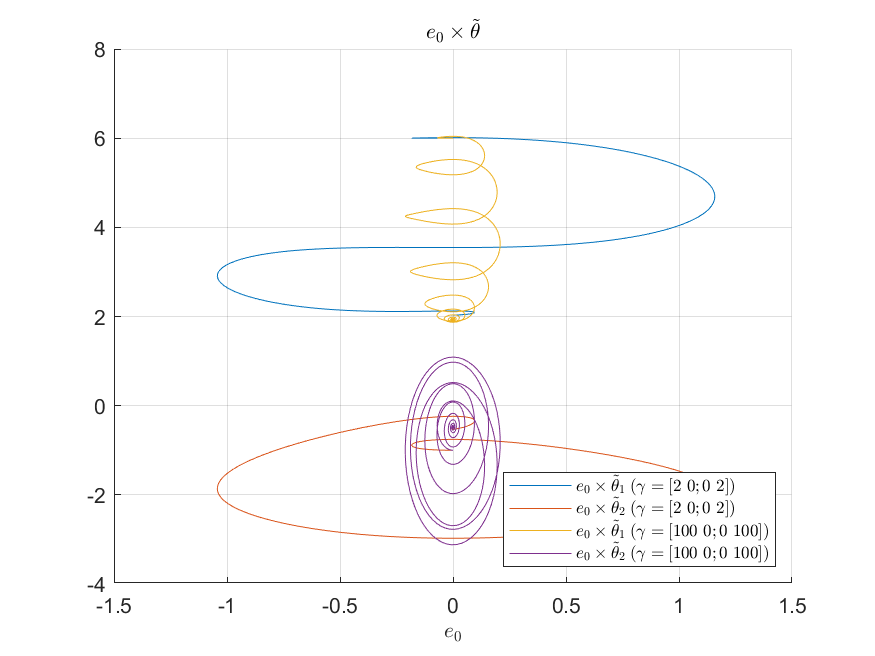 e₀ × θ̃
8
6
4
2
0
-2
-4
-1.5 -1 -0.5 0 0.5 1 1.5
e₀
e₀ × θ̃₁ (γ = [2 0; 0 2])
e₀ × θ̃₂ (γ = [2 0; 0 2])
e₀ × θ̃₁ (γ = [100 0; 0 100])
e₀ × θ̃₂ (γ = [100 0; 0 100])